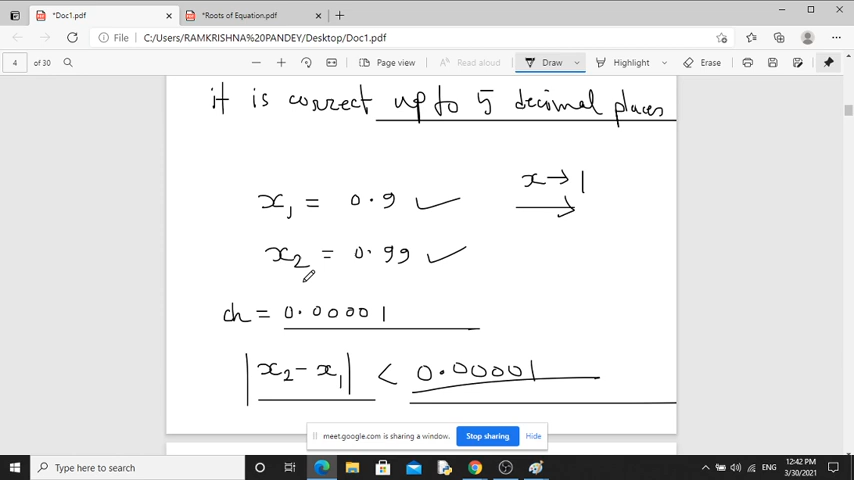 *Doc1.pdf
*Roots of Equation.pdf
File C:/Users/RAMKRISHNA%20PANDEY/Desktop/Doc1.pdf
4 of 30 Page view Read aloud Draw Highlight Erase
it is correct up to 5 decimal places
x₁ = 0.9 ✓ x → 1
x₂ = 0.99 ✓
ch = 0.00001
|x₂ - x₁| < 0.00001
meet.google.com is sharing a window. Stop sharing Hide
Type here to search
ENG
12:42 PM
3/30/2021